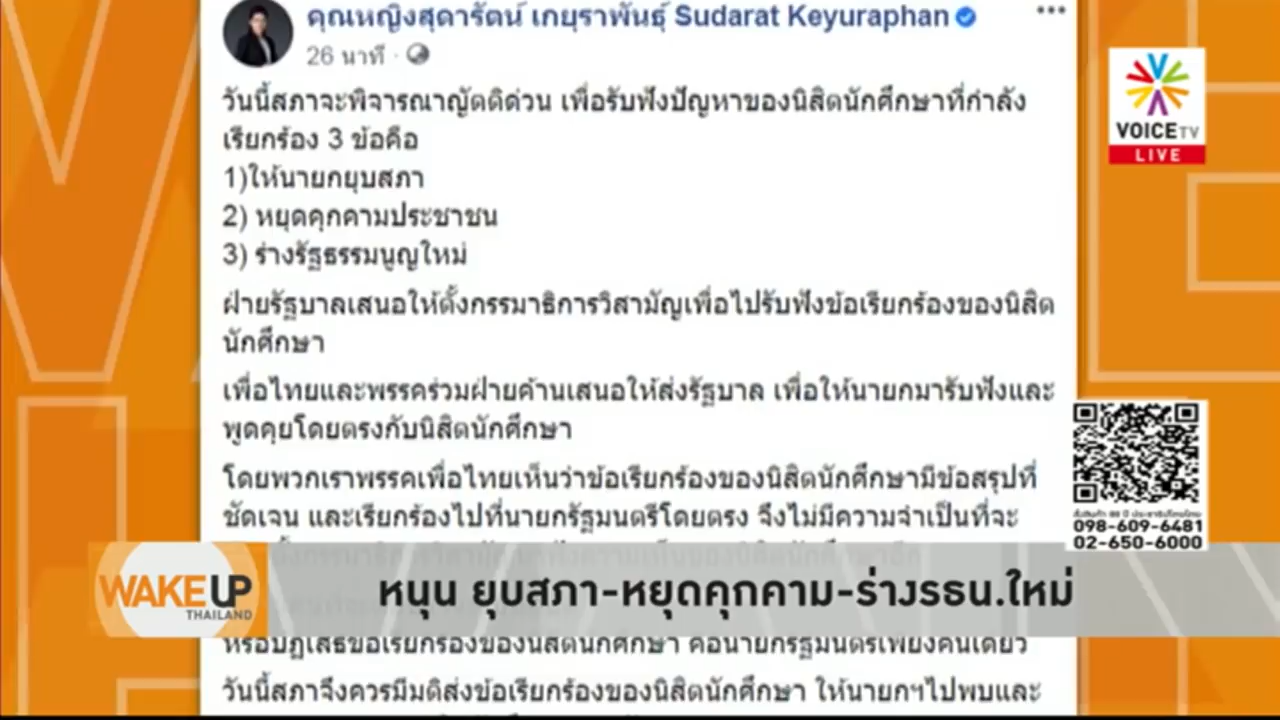 คุณหญิงสุดารัตน์ เกยุราพันธุ์ Sudarat Keyuraphan
26 นาที
วันนี้สภาจะพิจารณาญัตติด่วน เพื่อรับฟังปัญหาของนิสิตนักศึกษาที่กำลัง
เรียกร้อง 3 ข้อคือ
1)ให้นายกยุบสภา
2) หยุดคุกคามประชาชน
3) ร่างรัฐธรรมนูญใหม่
ฝ่ายรัฐบาลเสนอให้ตั้งกรรมาธิการวิสามัญเพื่อไปรับฟังข้อเรียกร้องของนิสิต
นักศึกษา
เพื่อไทยและพรรคร่วมฝ่ายค้านเสนอให้ส่งรัฐบาล เพื่อให้นายกมารับฟังและ
พูดคุยโดยตรงกับนิสิตนักศึกษา
โดยพวกเราพรรคเพื่อไทยเห็นว่าข้อเรียกร้องของนิสิตนักศึกษามีข้อสรุปที่
ชัดเจน และเรียกร้องไปที่นายกรัฐมนตรีโดยตรง จึงไม่มีความจำเป็นที่จะ
หรือปฏิเสธข้อเรียกร้องของนิสิตนักศึกษา คือนายกรัฐมนตรีเพียงคนเดียว
วันนี้สภาจึงควรมีมติส่งข้อเรียกร้องของนิสิตนักศึกษา ให้นายกฯไปพบและ
VOICE TV
LIVE
098-609-6481
02-650-6000
WAKE UP
THAILAND
หนุน ยุบสภา-หยุดคุกคาม-ร่างรธน.ใหม่